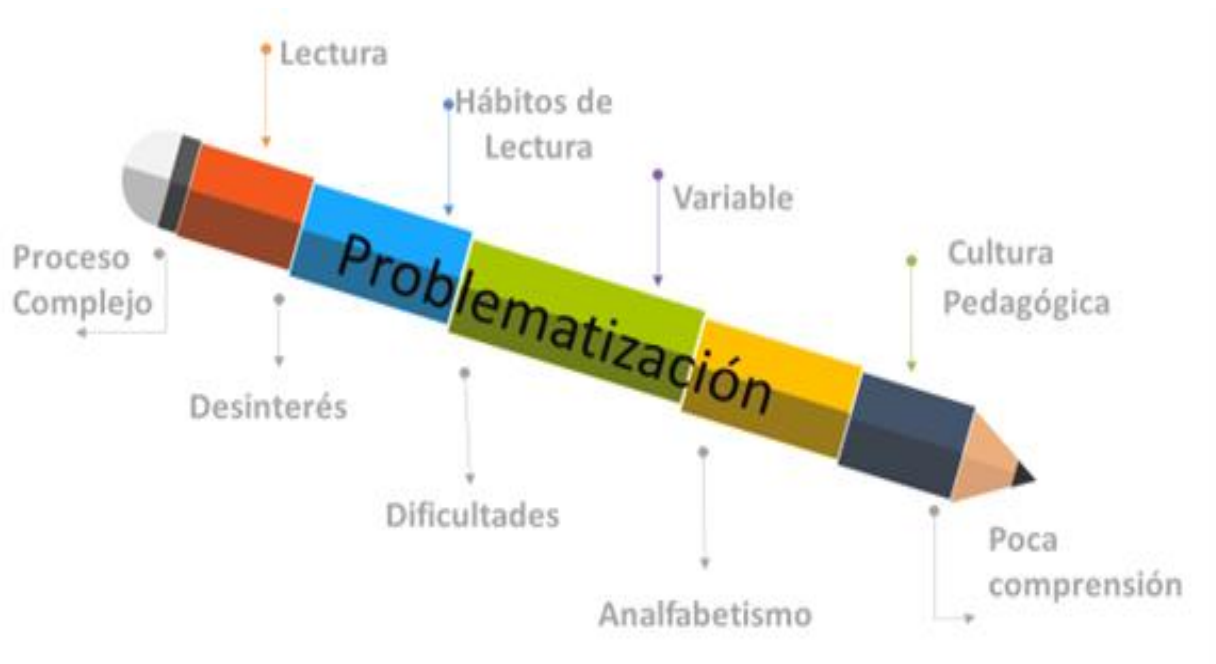 Lectura
Hábitos de
Lectura
Variable
Cultura
Pedagógica
Problematización
Proceso
Complejo
Desinterés
Dificultades
Analfabetismo
Poca
comprensión